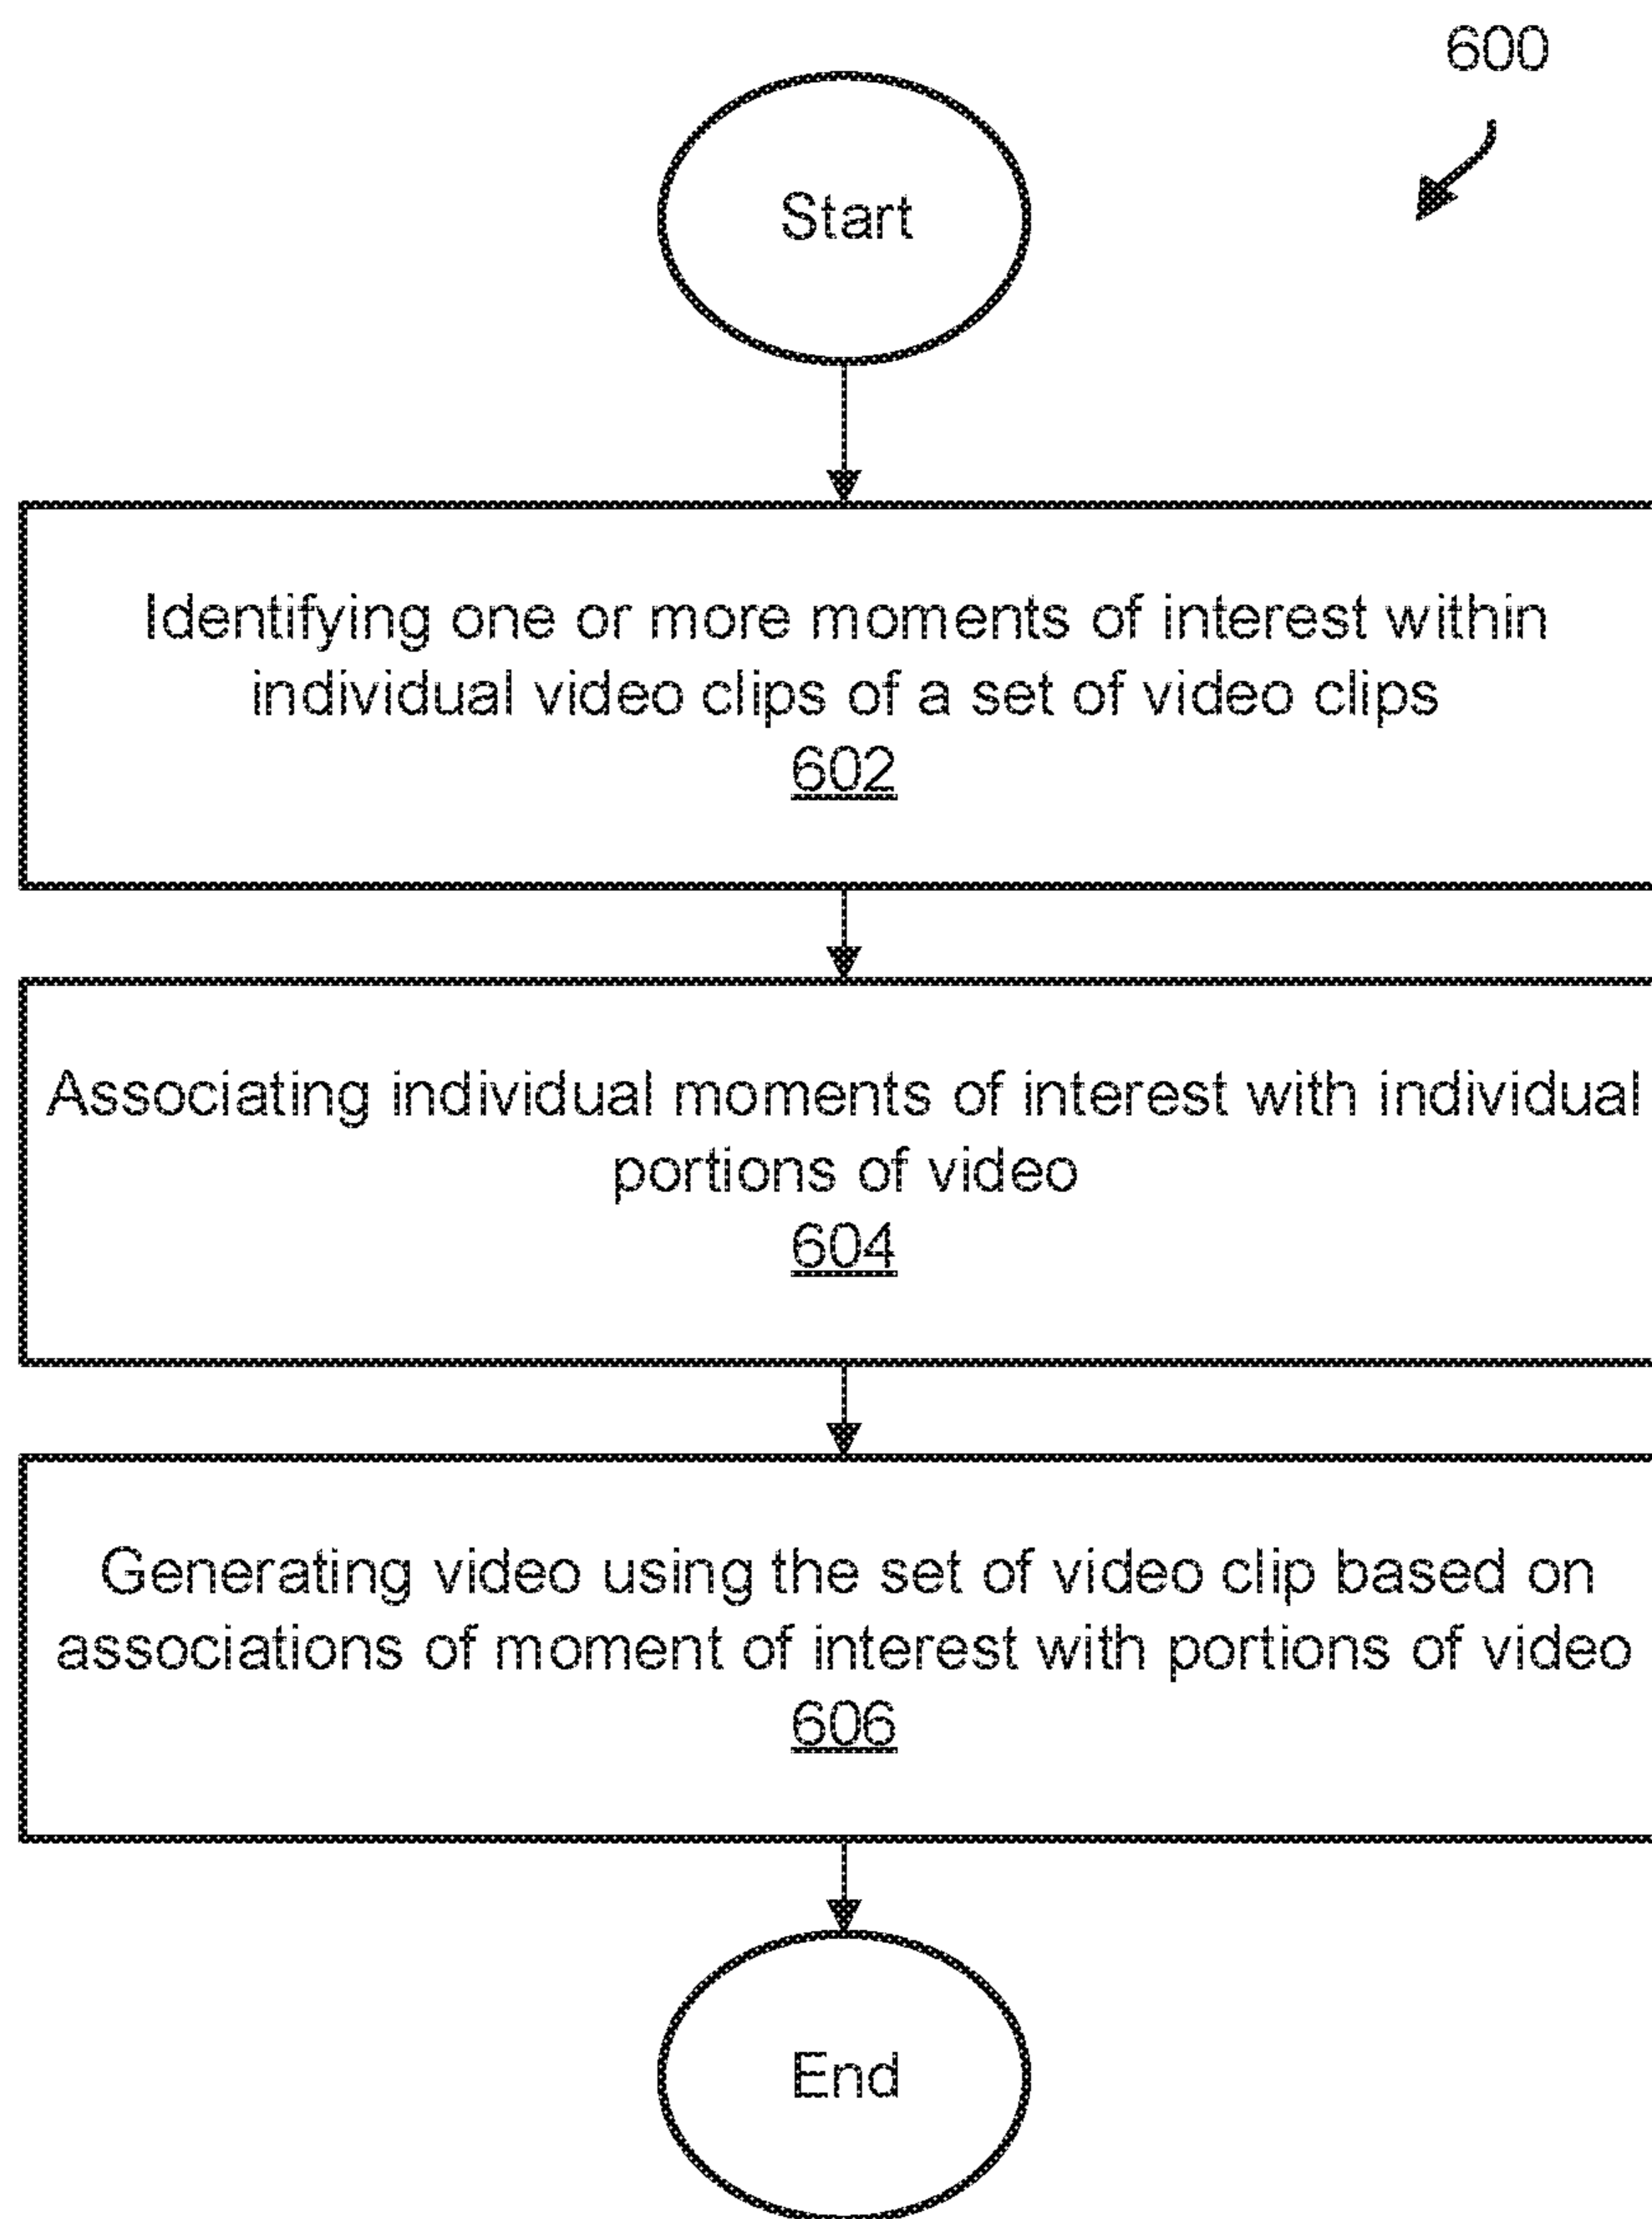 600
Start
Identifying one or more moments of interest within
individual video clips of a set of video clips
602
Associating individual moments of interest with individual
portions of video
604
Generating video using the set of video clip based on
associations of moment of interest with portions of video
606
End